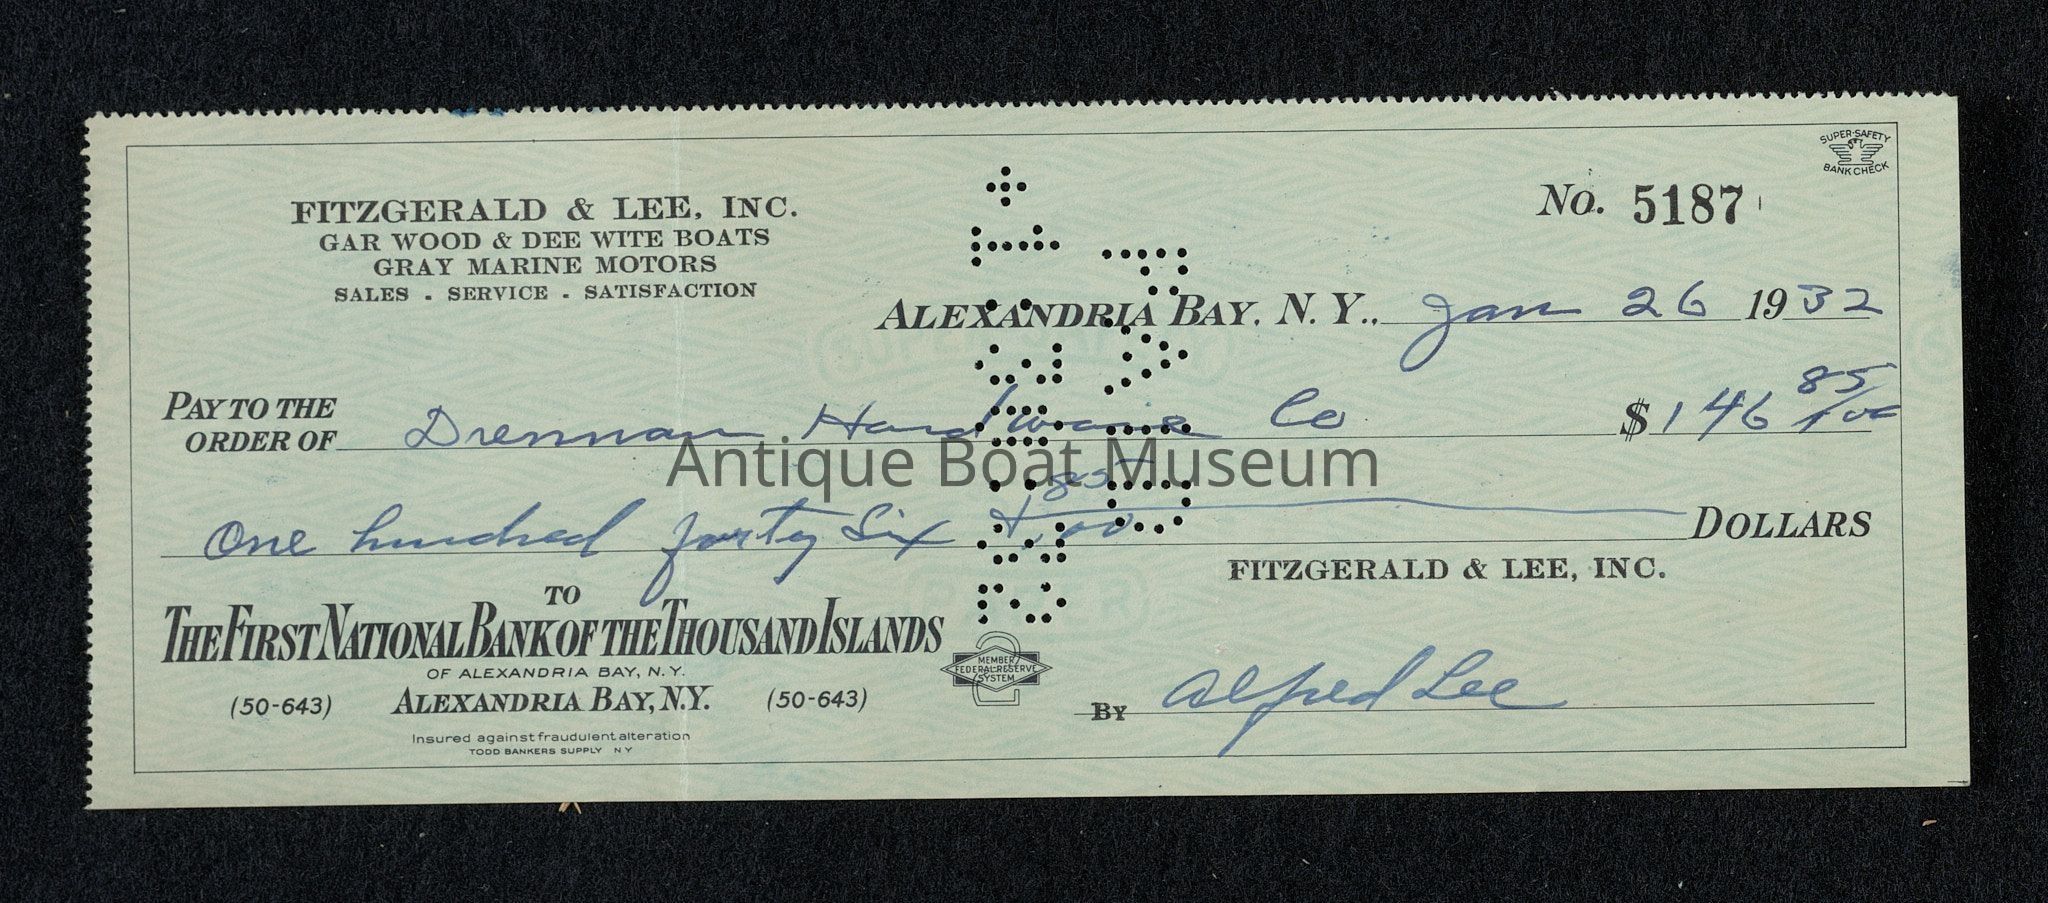 SUPER-SAFETY
BANK CHECK
FITZGERALD & LEE, INC.
GAR WOOD & DEE WITE BOATS
GRAY MARINE MOTORS
SALES . SERVICE . SATISFACTION
No. 5187
ALEXANDRIA BAY, N. Y., Jan 26 1932
PAY TO THE
ORDER OF Drennan Hardware Co $146 85/100
Antique Boat Museum
One hundred forty Six + 85/100 DOLLARS
FITZGERALD & LEE, INC.
TO
THE FIRST NATIONAL BANK OF THE THOUSAND ISLANDS
OF ALEXANDRIA BAY, N.Y.
(50-643) ALEXANDRIA BAY, N.Y. (50-643)
MEMBER
FEDERAL RESERVE
SYSTEM
BY Alfred Lee
Insured against fraudulent alteration
TODD BANKERS SUPPLY NY